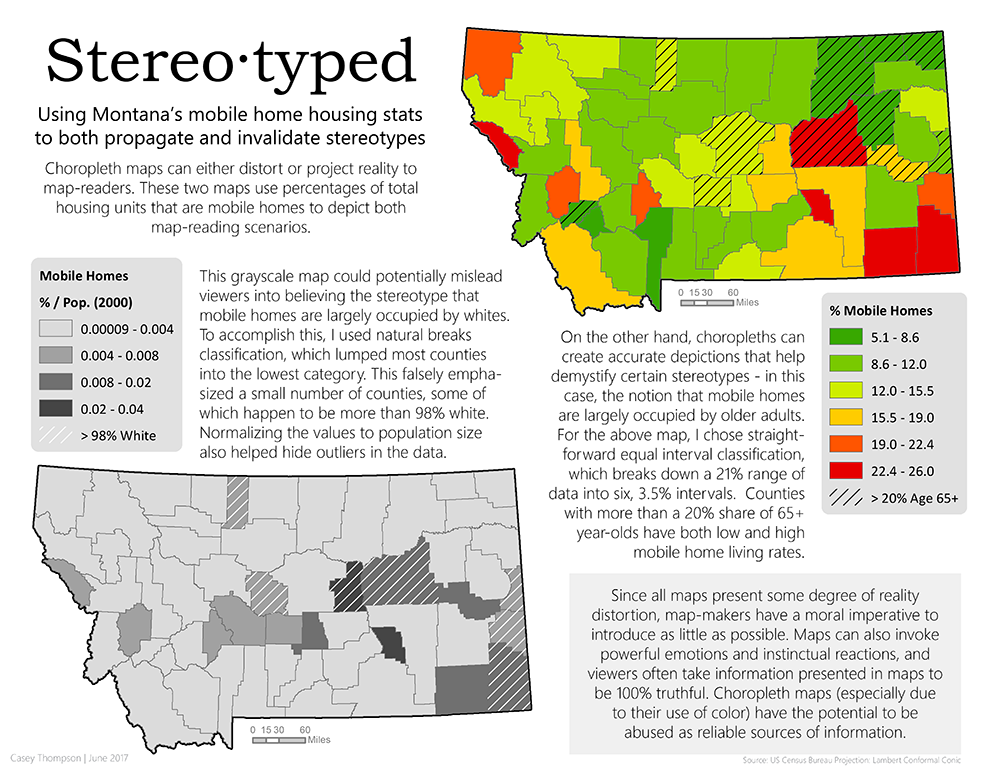 Stereo·typed
Using Montana's mobile home housing stats
to both propagate and invalidate stereotypes
Choropleth maps can either distort or project reality to
map-readers. These two maps use percentages of total
housing units that are mobile homes to depict both
map-reading scenarios.
0 15 30 60
Miles
Mobile Homes
% / Pop. (2000)
0.00009 - 0.004
0.004 - 0.008
0.008 - 0.02
0.02 - 0.04
> 98% White
This grayscale map could potentially mislead
viewers into believing the stereotype that
mobile homes are largely occupied by whites.
To accomplish this, I used natural breaks
classification, which lumped most counties
into the lowest category. This falsely empha-
sized a small number of counties, some of
which happen to be more than 98% white.
Normalizing the values to population size
also helped hide outliers in the data.
On the other hand, choropleths can
create accurate depictions that help
demystify certain stereotypes - in this
case, the notion that mobile homes
are largely occupied by older adults.
For the above map, I chose straight-
forward equal interval classification,
which breaks down a 21% range of
data into six, 3.5% intervals.  Counties
with more than a 20% share of 65+
year-olds have both low and high
mobile home living rates.
% Mobile Homes
5.1 - 8.6
8.6 - 12.0
12.0 - 15.5
15.5 - 19.0
19.0 - 22.4
22.4 - 26.0
> 20% Age 65+
0 15 30 60
Miles
Since all maps present some degree of reality
distortion, map-makers have a moral imperative to
introduce as little as possible. Maps can also invoke
powerful emotions and instinctual reactions, and
viewers often take information presented in maps to
be 100% truthful. Choropleth maps (especially due
to their use of color) have the potential to be
abused as reliable sources of information.
Casey Thompson | June 2017
Source: US Census Bureau Projection: Lambert Conformal Conic